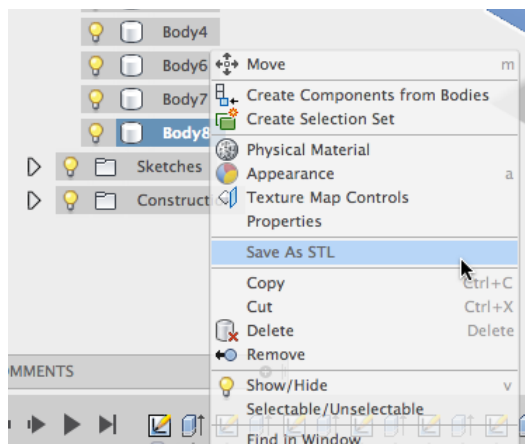 Body4
Body6
Move m
Body7
Create Components from Bodies
Create Selection Set
Body8
Physical Material
Sketches
Appearance a
Construct
Texture Map Controls
Properties
Save As STL
Copy Ctrl+C
Cut Ctrl+X
Delete Delete
Remove
OMMENTS
Show/Hide v
Selectable/Unselectable
Find in Window